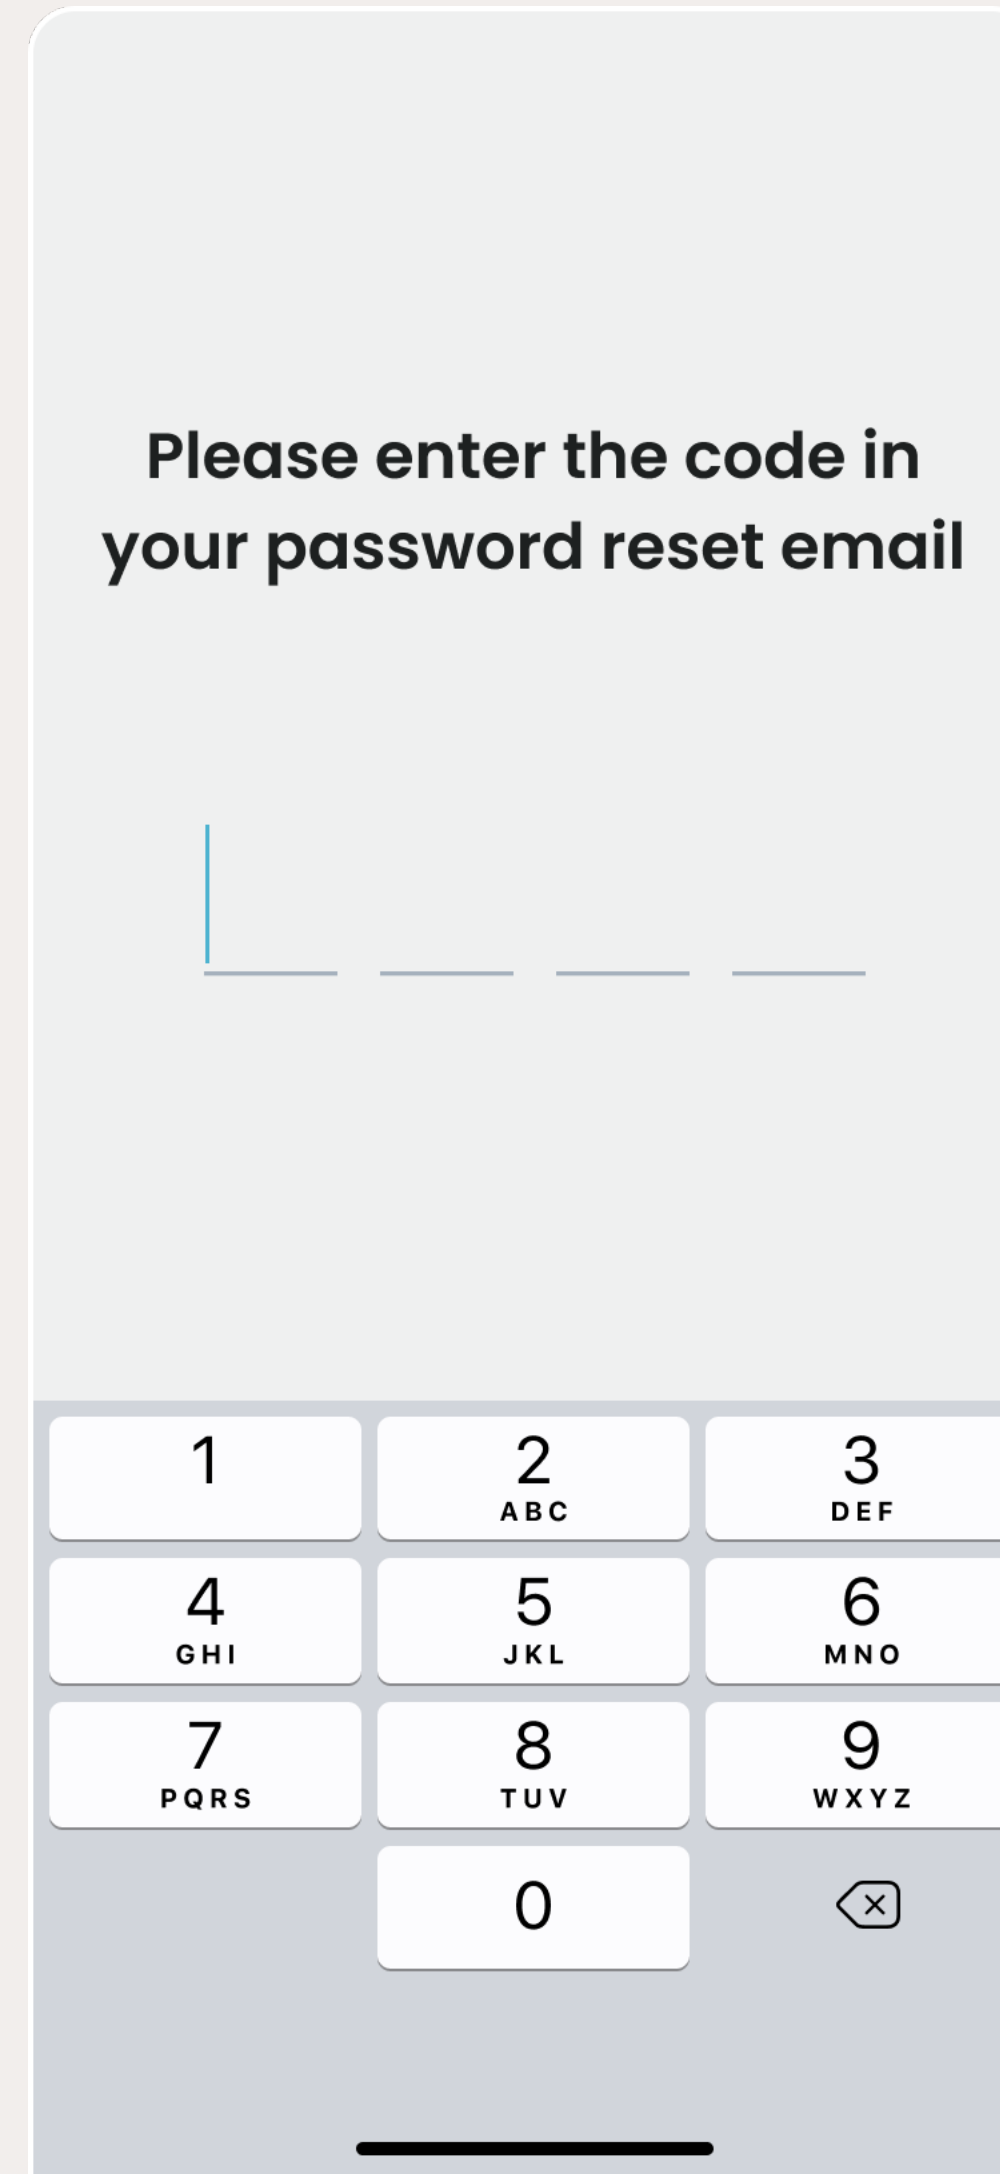 Please enter the code in
your password reset email
1
2
3
ABC
DEF
4
5
6
GHI
JKL
MNO
7
8
9
PQRS
TUV
WXYZ
0